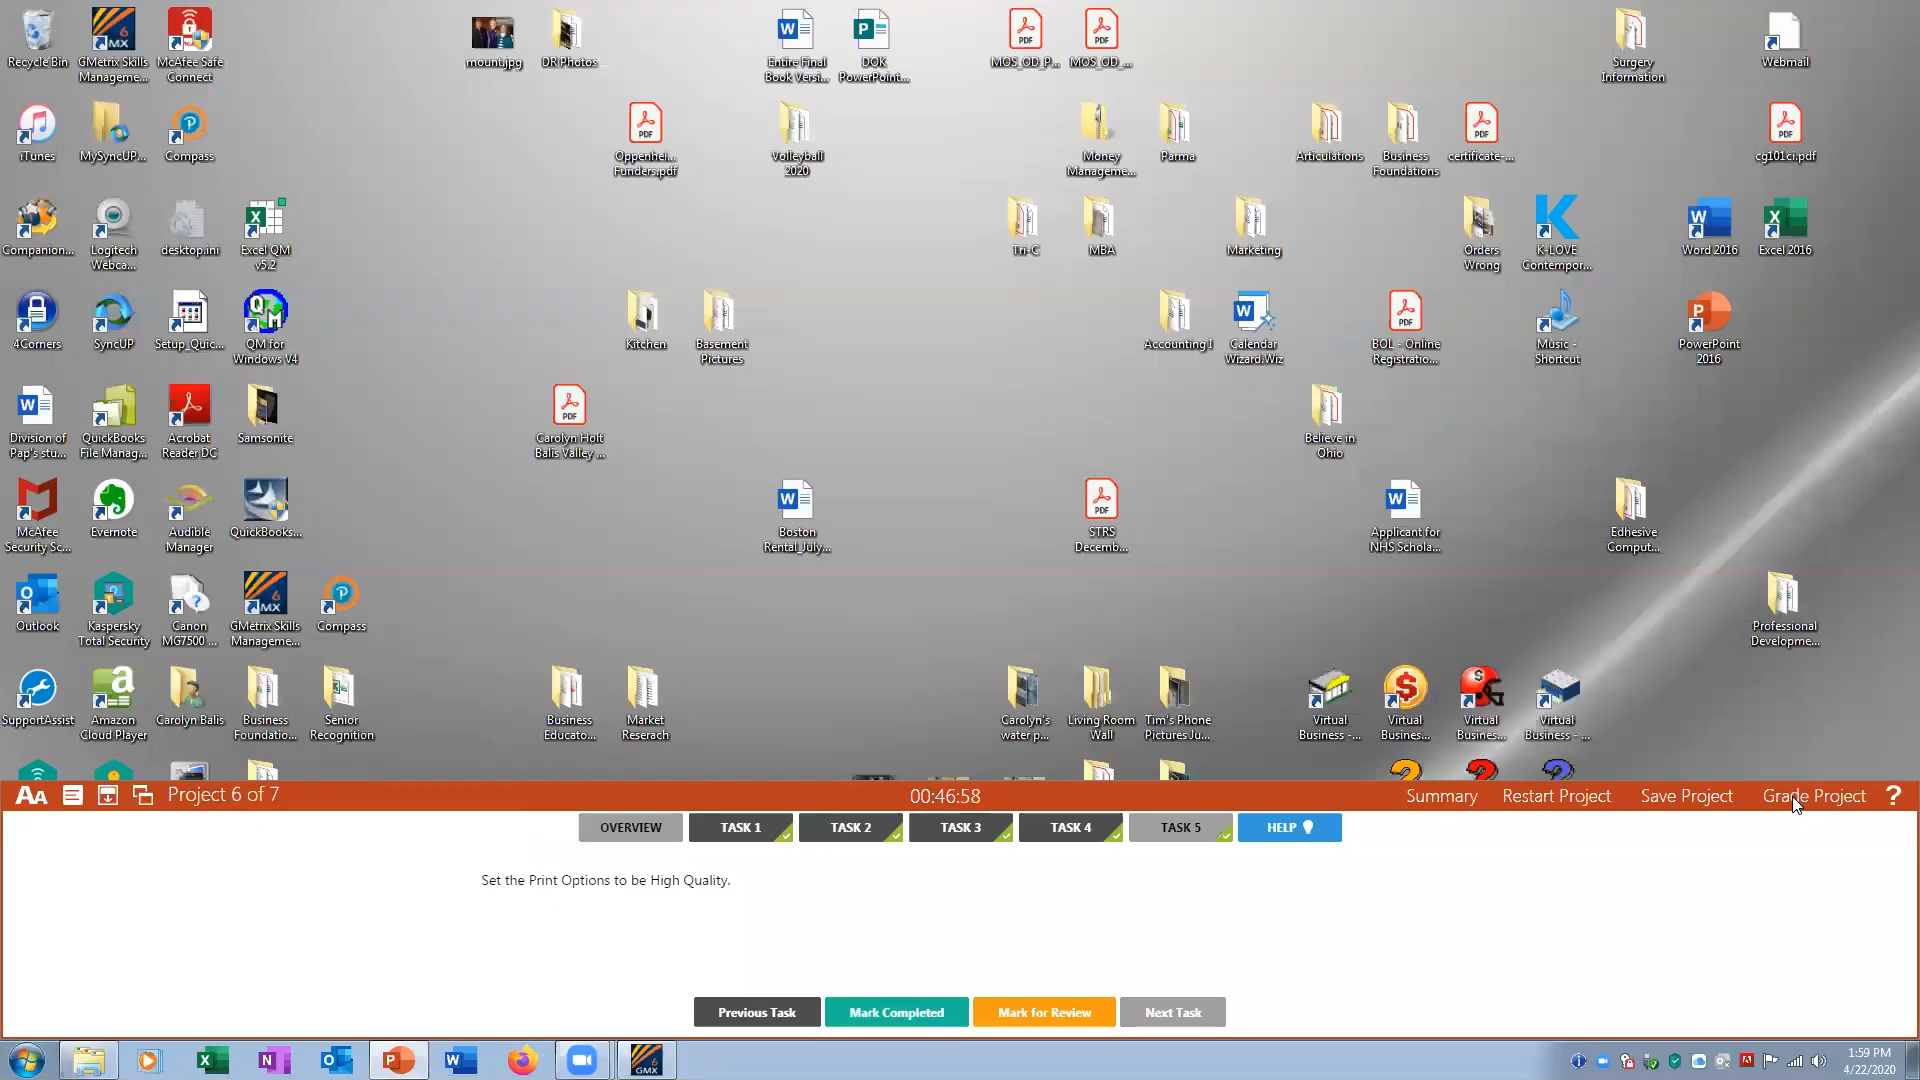 Recycle Bin
GMetrix Skills
Manageme...
McAfee Safe
Connect
mount.jpg
DR Photos
Entire Final
Book Versi...
DOK
PowerPoint...
MOS_OD_P...
MOS_OD_...
Surgery
Information
Webmail
iTunes
MySyncUP...
Compass
Oppenhei...
Funders.pdf
Volleyball
2020
Money
Manageme...
Parma
Articulations
Business
Foundations
certificate-...
cg101ci.pdf
Companion...
Logitech
Webca...
desktop.ini
Excel QM
v5.2
Tri-C
MBA
Marketing
Orders
Wrong
K-LOVE
Contempor...
Word 2016
Excel 2016
4Corners
SyncUP
Setup_Quic...
QM for
Windows V4
Kitchen
Basement
Pictures
Accounting I
Calendar
Wizard.Wiz
BOL - Online
Registratio...
Music -
Shortcut
PowerPoint
2016
Division of
Pap's stu...
QuickBooks
File Manag...
Acrobat
Reader DC
Samsonite
Carolyn Holt
Balis Valley ...
Believe in
Ohio
McAfee
Security Sc...
Evernote
Audible
Manager
QuickBooks...
Boston
Rental_July...
STRS
Decemb...
Applicant for
NHS Schola...
Edhesive
Comput...
Outlook
Kaspersky
Total Security
Canon
MG7500 ...
GMetrix Skills
Manageme...
Compass
Professional
Developme...
SupportAssist
Amazon
Cloud Player
Carolyn Balis
Business
Foundatio...
Senior
Recognition
Business
Educato...
Market
Reserach
Carolyn's
water p...
Living Room
Wall
Tim's Phone
Pictures Ju...
Virtual
Business -...
Virtual
Busines...
Virtual
Busines...
Virtual
Business - ...
AA Project 6 of 7
00:46:58
Summary Restart Project Save Project Grade Project ?
OVERVIEW TASK 1 TASK 2 TASK 3 TASK 4 TASK 5 HELP
Set the Print Options to be High Quality.
Previous Task Mark Completed Mark for Review Next Task
1:59 PM
4/22/2020